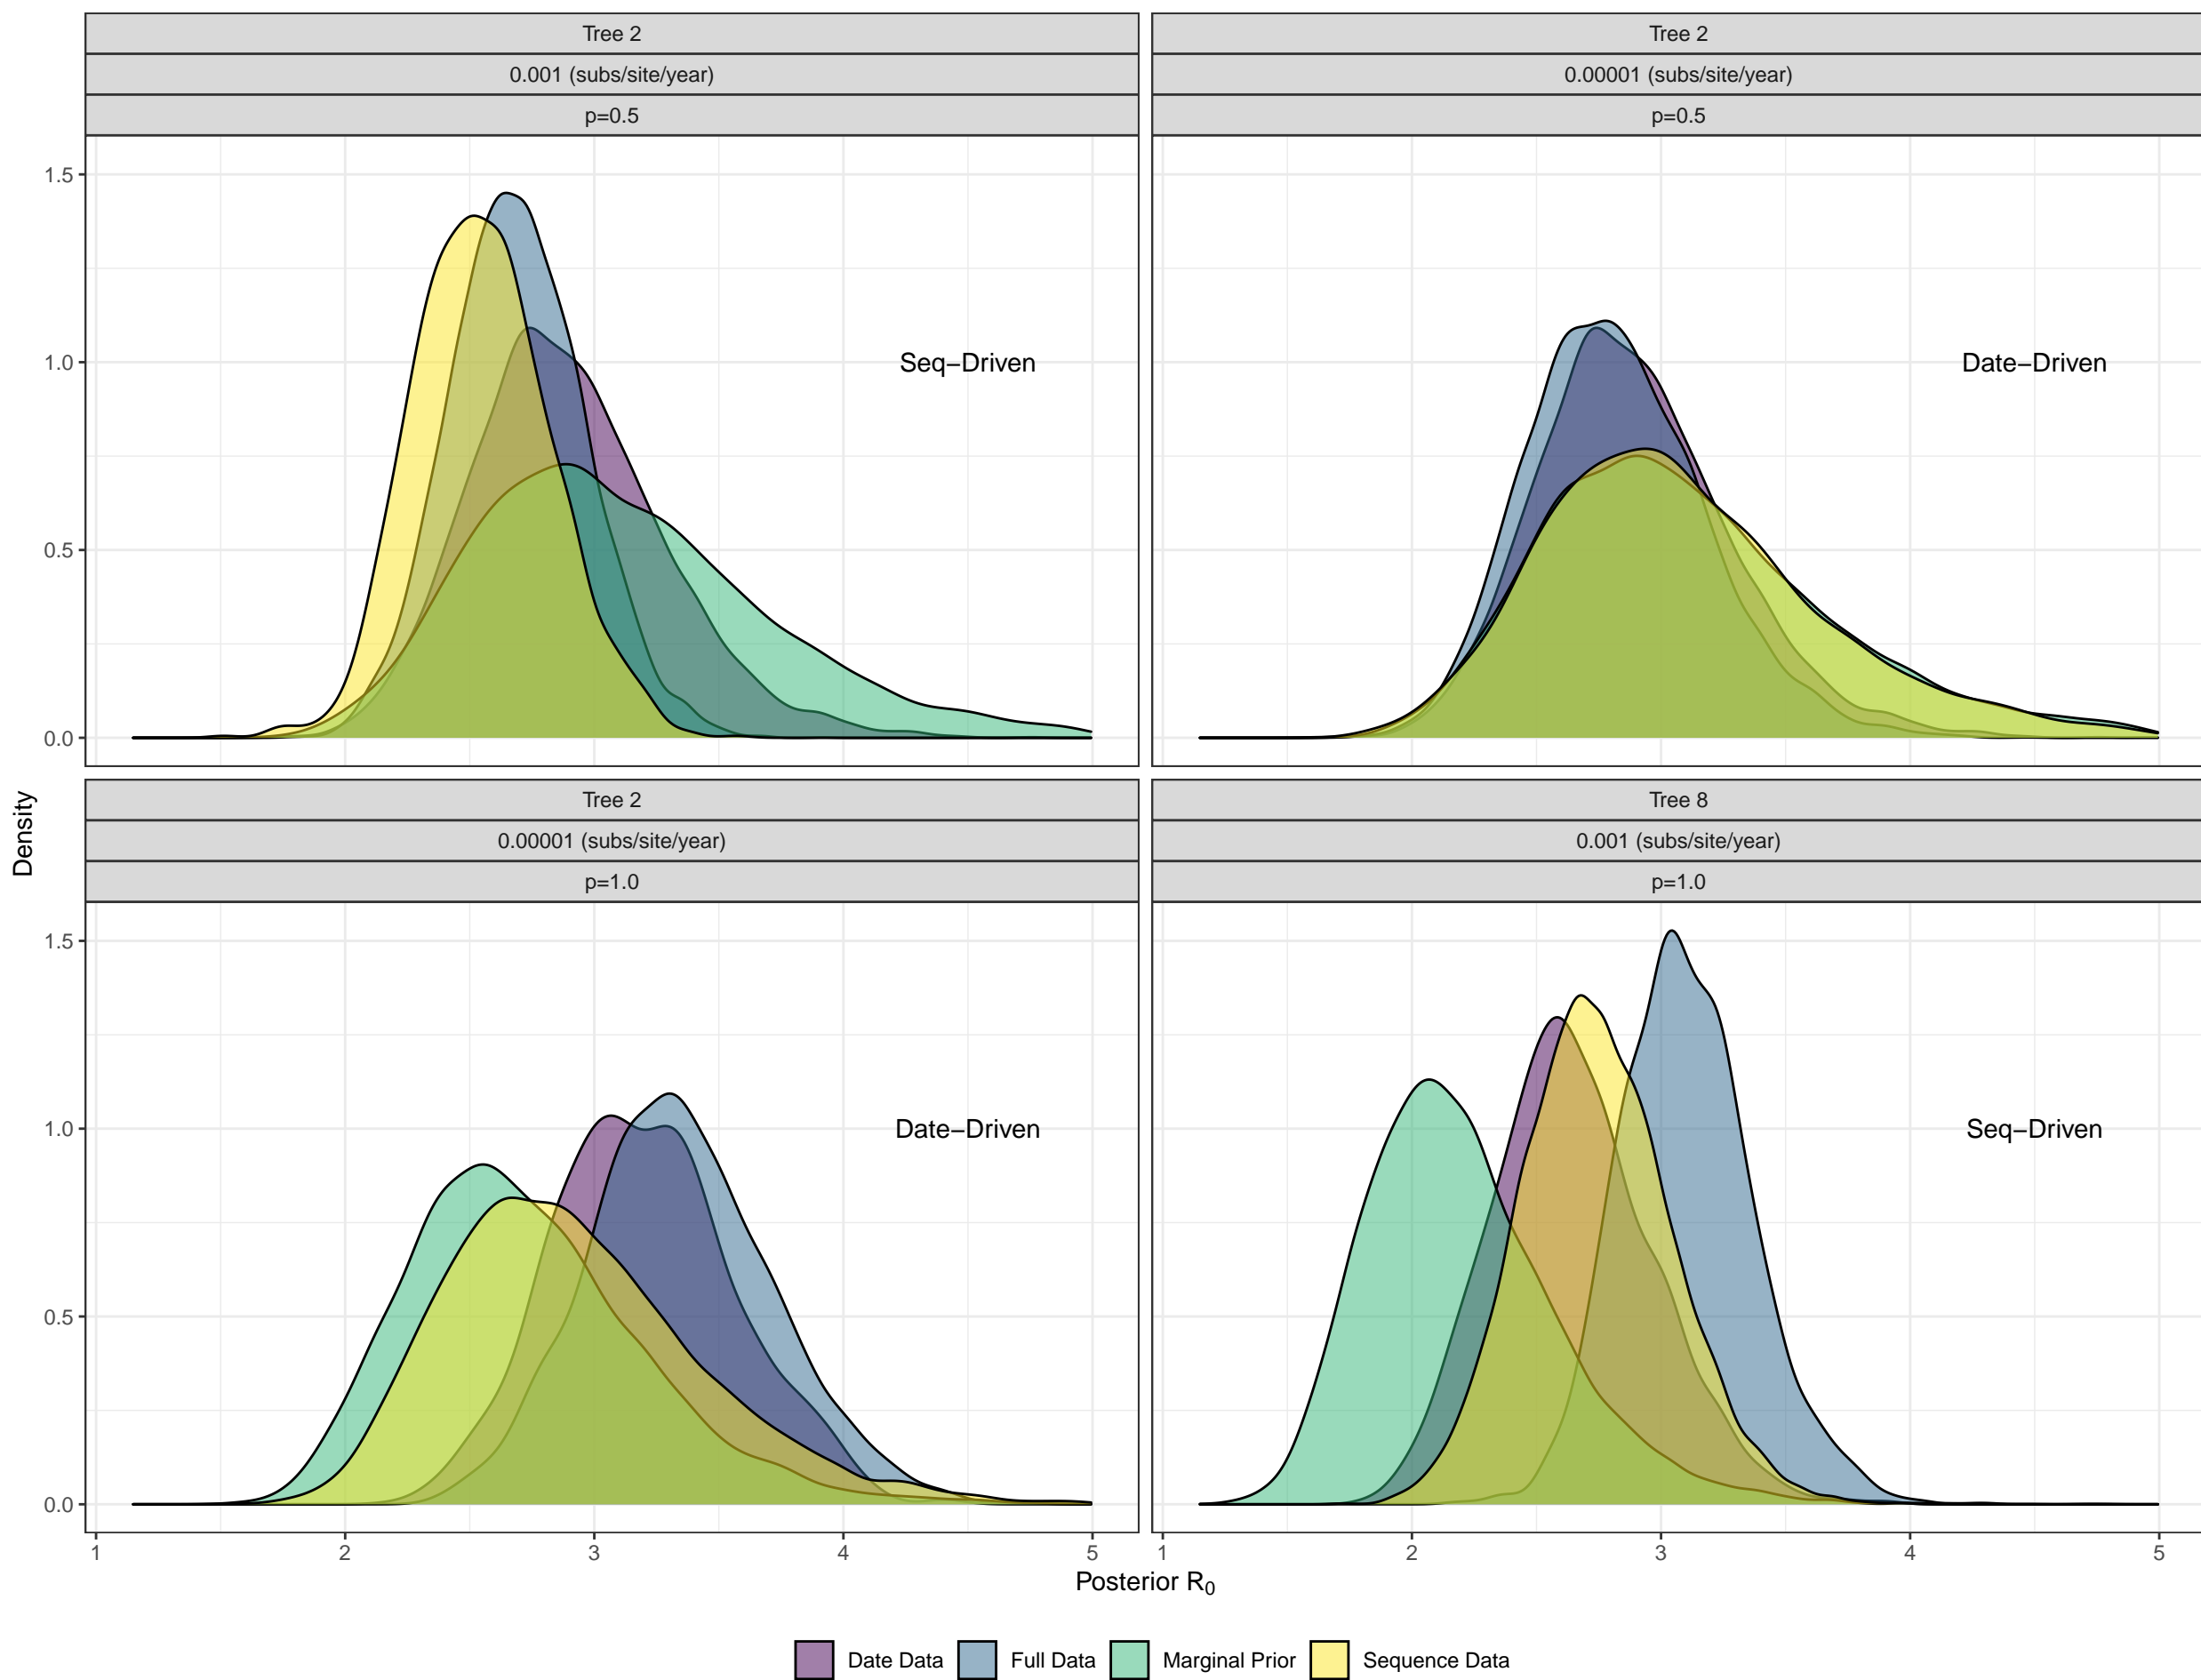 Tree 2
0.001 (subs/site/year)
p=0.5
Tree 2
0.00001 (subs/site/year)
p=0.5
1.5
1.0
0.5
0.0
Seq−Driven
Date−Driven
Tree 2
0.00001 (subs/site/year)
p=1.0
Tree 8
0.001 (subs/site/year)
p=1.0
Density
1.5
1.0
0.5
0.0
Date−Driven
Seq−Driven
1 2 3 4 5 1 2 3 4 5
Posterior R0
Date Data Full Data Marginal Prior Sequence Data